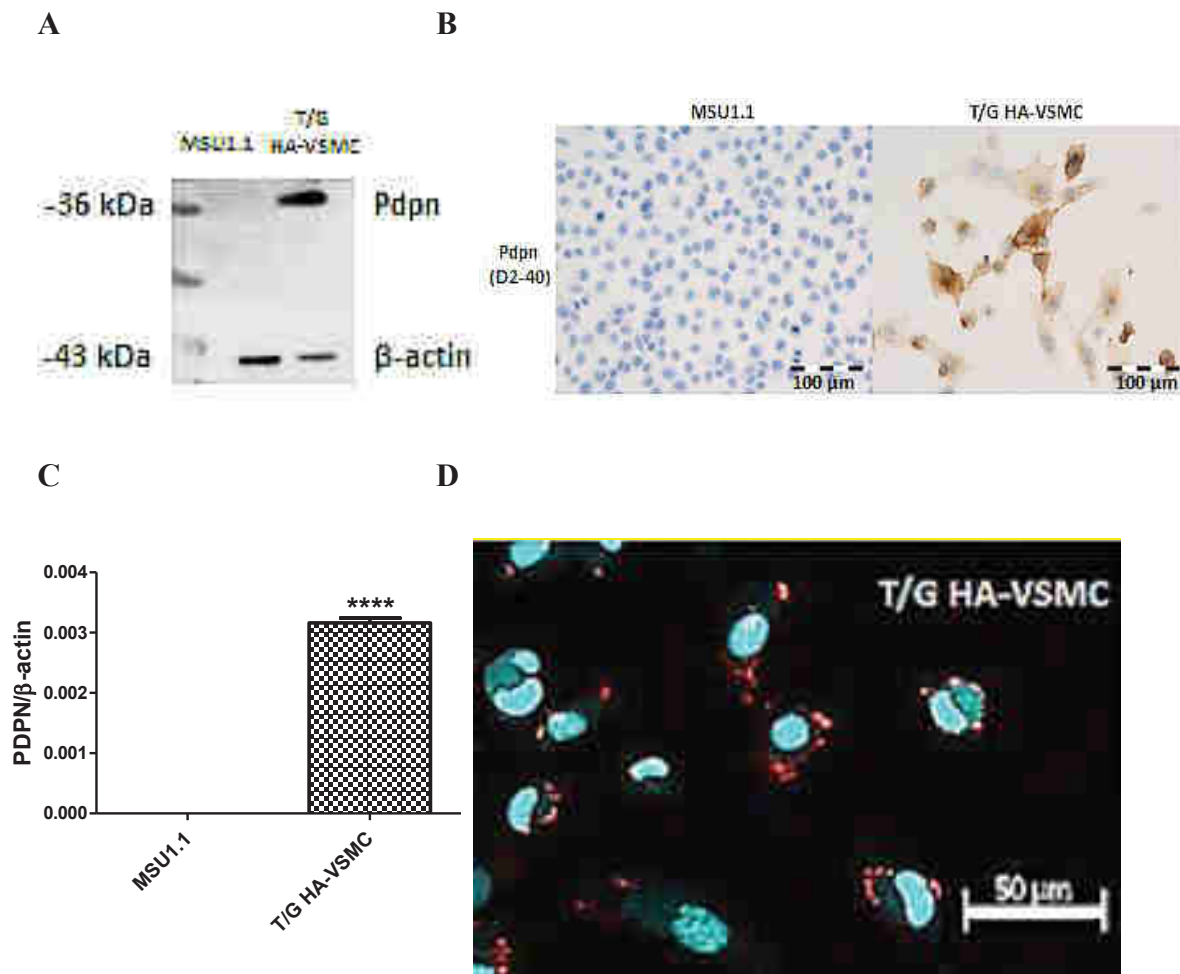 A
B
T/G
MSU1.1 HA-VSMC
-36 kDa
Pdpn
-43 kDa
β-actin
MSU1.1
T/G HA-VSMC
Pdpn
(D2-40)
100 μm
100 μm
C
D
0.004
0.003
0.002
0.001
0.000
PDPN/β-actin
****
MSU1.1
T/G HA-VSMC
T/G HA-VSMC
50 μm